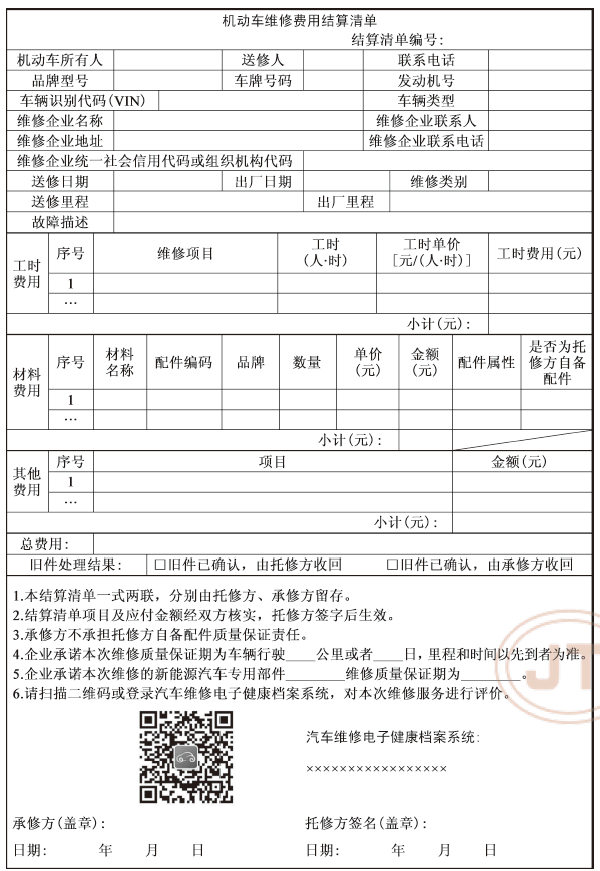 机动车维修费用结算清单
结算清单编号:
机动车所有人 送修人 联系电话
品牌型号 车牌号码 发动机号
车辆识别代码(VIN) 车辆类型
维修企业名称 维修企业联系人
维修企业地址 维修企业联系电话
维修企业统一社会信用代码或组织机构代码
送修日期 出厂日期 维修类别
送修里程 出厂里程
故障描述
工时费用 序号 维修项目 工时(人·时) 工时单价[元/(人·时)] 工时费用(元)
1
…
小计(元):
材料费用 序号 材料名称 配件编码 品牌 数量 单价(元) 金额(元) 配件属性 是否为托修方自备配件
1
…
小计(元):
其他费用 序号 项目 金额(元)
1
…
小计(元):
总费用:
旧件处理结果: □旧件已确认，由托修方收回 □旧件已确认，由承修方收回
1.本结算清单一式两联，分别由托修方、承修方留存。
2.结算清单项目及应付金额经双方核实，托修方签字后生效。
3.承修方不承担托修方自备配件质量保证责任。
4.企业承诺本次维修质量保证期为车辆行驶____公里或者____日，里程和时间以先到者为准。
5.企业承诺本次维修的新能源汽车专用部件________维修质量保证期为________。
6.请扫描二维码或登录汽车维修电子健康档案系统，对本次维修服务进行评价。
JT
汽车维修电子健康档案系统:
×××××××××××××××××
承修方(盖章): 托修方签名(盖章):
日期: 年 月 日 日期: 年 月 日